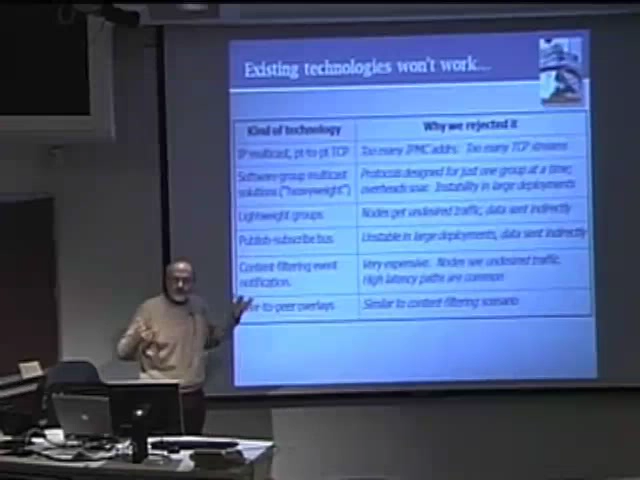 Existing technologies won't work...
Kind of technology
Why we rejected it
IP multicast, pt-to pt TCP
Too many IPMC addrs. Too many TCP streams
Software group multicast
solutions ("heavyweight")
Protocols designed for just one group at a time;
overheads soar. Instability in large deployments
Lightweight groups
Nodes get undesired traffic, data sent indirectly
Publish-subscribe bus
Unstable in large deployments, data sent indirectly
Content-filtering event
notification.
Very expensive. Nodes see undesired traffic.
High latency paths are common
-to-peer overlays
Similar to content-filtering scenario